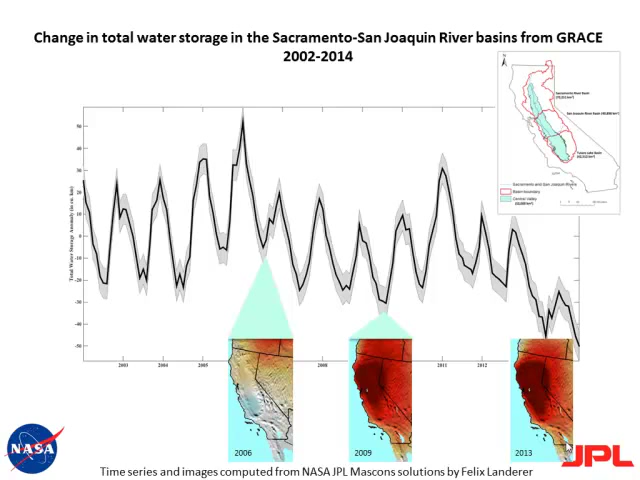 Change in total water storage in the Sacramento-San Joaquin River basins from GRACE
2002-2014
N
Sacramento River Basin
San Joaquin River Basin
Tulare Lake Basin
Sacramento and San Joaquin Rivers
Basin boundary
Central Valley
Total Water Storage Anomaly (in cu. km)
50
40
30
20
10
0
-10
-20
-30
-40
-50
2003
2004
2005
2008
2011
2012
2006
2009
2013
NASA
JPL
Time series and images computed from NASA JPL Mascons solutions by Felix Landerer